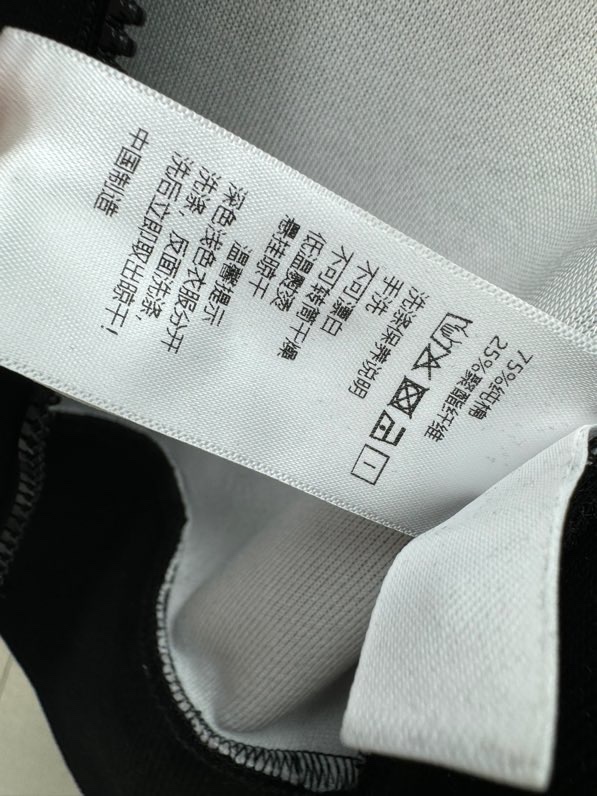 75%纯棉
25%聚酯纤维
洗涤保养说明
手洗
不可漂白
不可转筒干燥
低温熨烫
悬挂晾干
温馨提示
深色浅色衣服分开
洗涤，反面洗涤，
洗后立即取出晾干！
中国制造